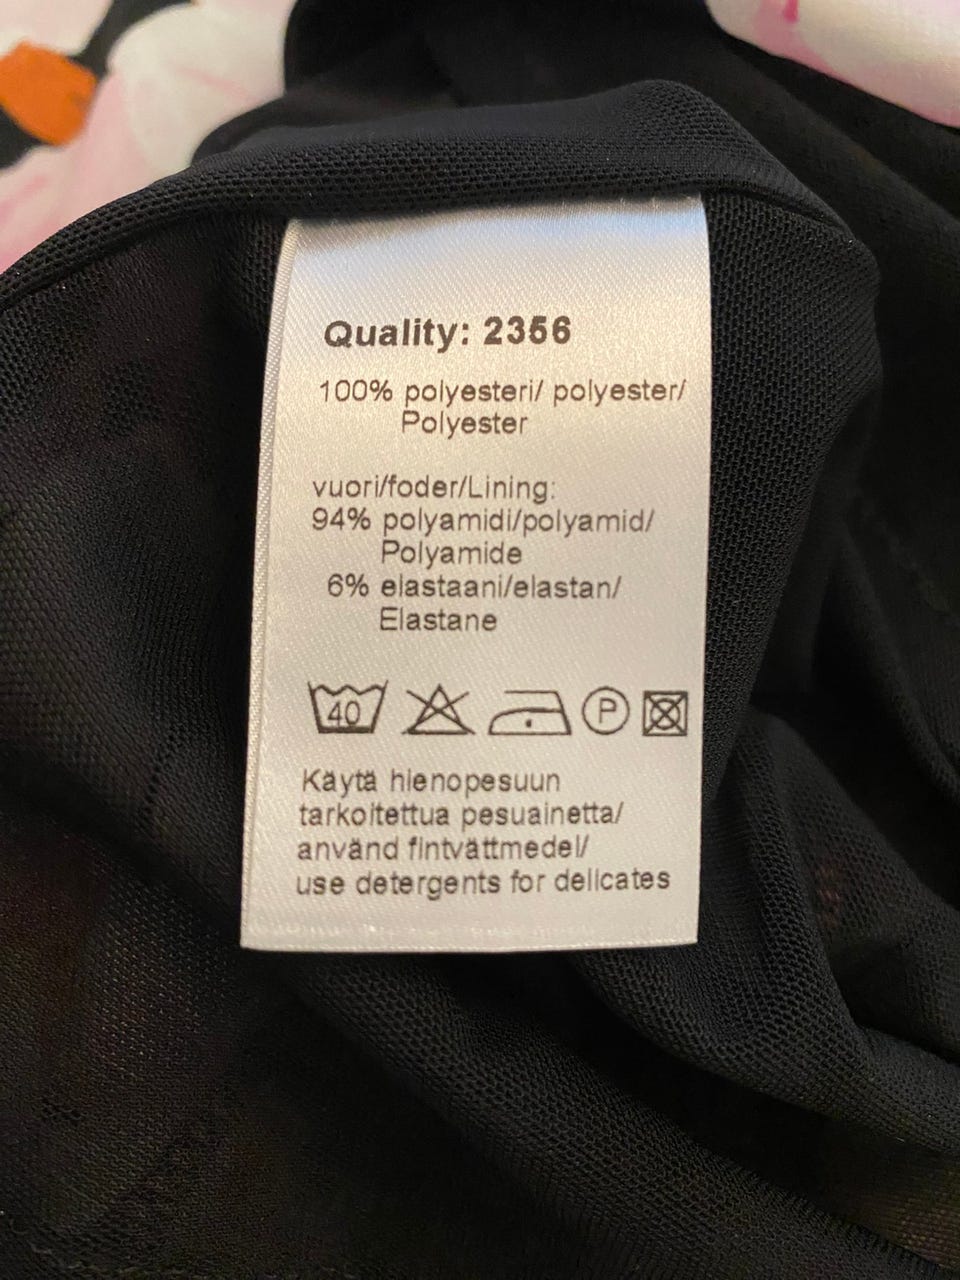 Quality: 2356
100% polyesteri/ polyester/
Polyester
vuori/foder/Lining:
94% polyamidi/polyamid/
Polyamide
6% elastaani/elastan/
Elastane
40 P
Käytä hienopesuun
tarkoitettua pesuainetta/
använd fintvättmedel/
use detergents for delicates